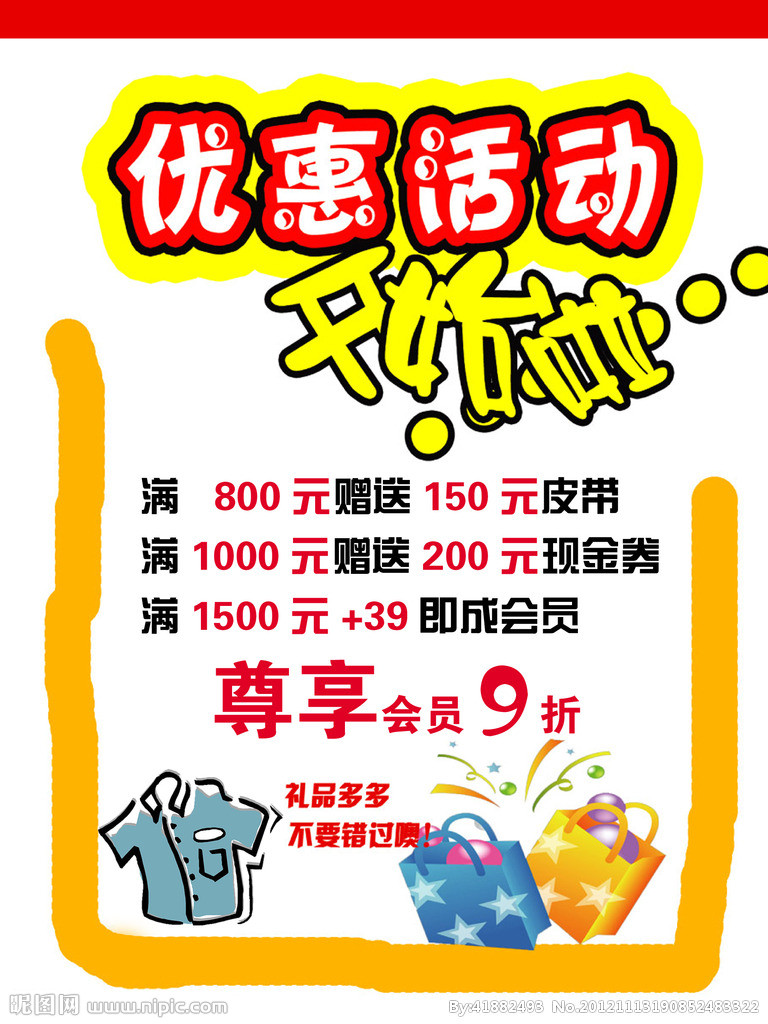 优惠活动
开始啦
满 800 元赠送 150 元皮带
满 1000 元赠送 200 元现金券
满 1500 元 +39 即成会员
尊享会员 9 折
礼品多多
不要错过噢!
昵图网 www.nipic.com
By:41882493 No.20121113190852483322